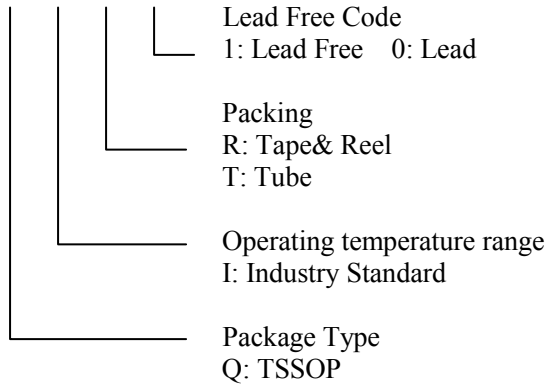 Lead Free Code
1: Lead Free 0: Lead
Packing
R: Tape& Reel
T: Tube
Operating temperature range
I: Industry Standard
Package Type
Q: TSSOP